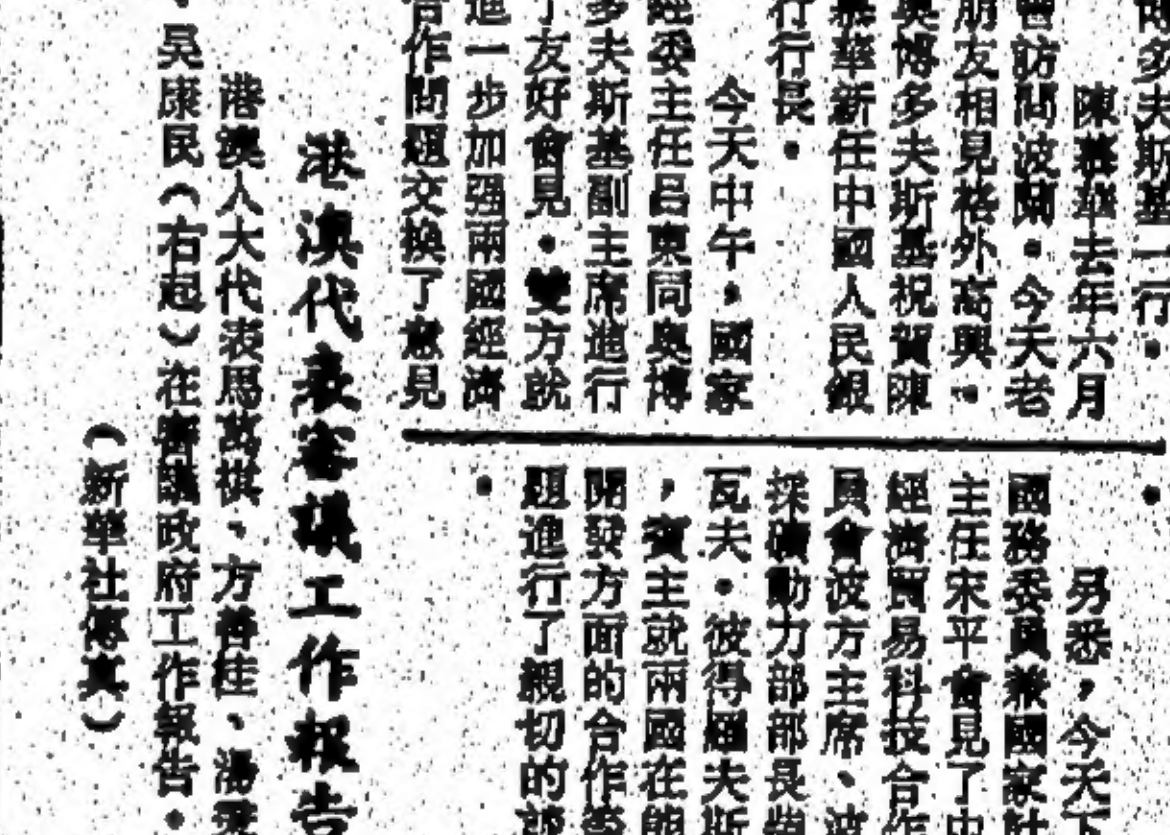 博多夫斯基一行。
陳慕華去年六月
曾訪問波蘭。今天老
朋友相見格外高興。
奧博多夫斯基祝賀陳
慕華新任中國人民銀
行行長。
今天中午,國家
經委主任呂東同奧博
多夫斯基副主席進行
了友好會見。雙方就
進一步加强兩國經濟
合作問題交換了意見
。
另悉,今天下
國務委員兼國家計
主任宋平會見了中
經濟貿易科技合作
員會波方主席、波
採礦動力部部長
瓦夫。彼得羅夫斯
,賓主就兩國在能
開發方面的合作等
題進行了親切的談
。
港澳代表審議工作報告
港澳人大代表馬萬祺、方善佳、湯
、吳康民(右起)在審議政府工作報告。
(新華社傳真)